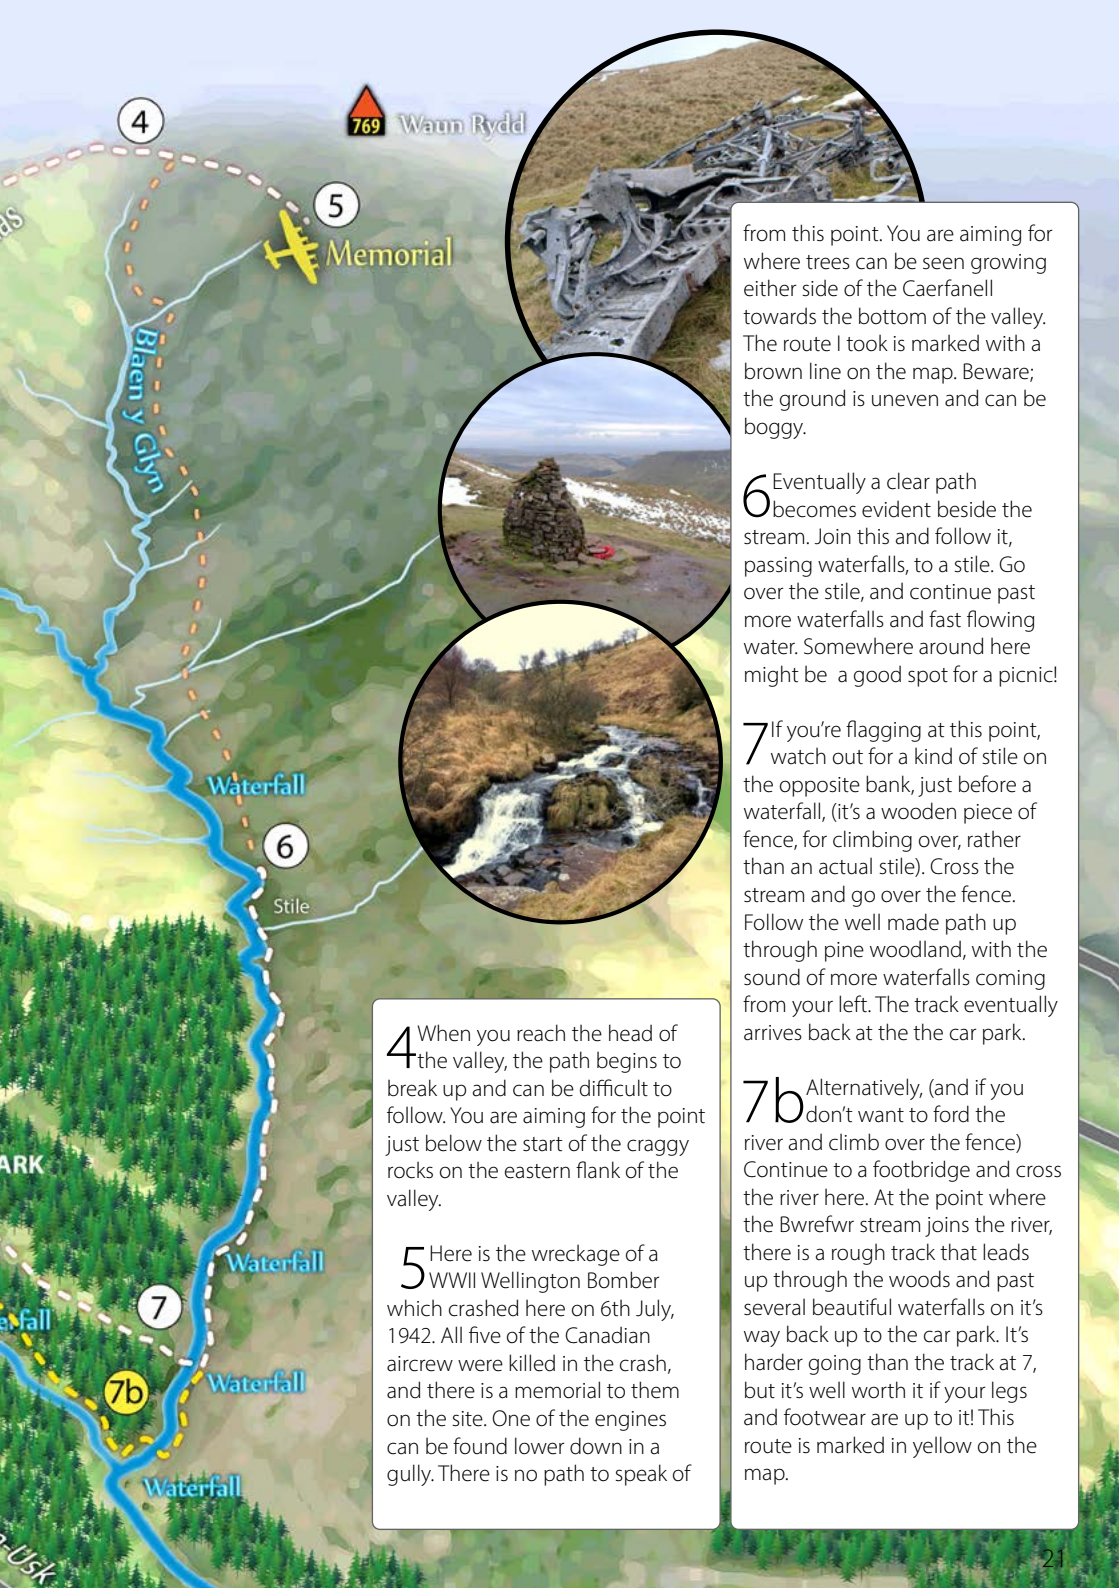 4
769
Waun Rydd
5
Memorial
Blaen y Glyn
Waterfall
6
Stile
ARK
Waterfall
7
7b
Waterfall
Waterfall
4 When you reach the head of
the valley, the path begins to
break up and can be difficult to
follow. You are aiming for the point
just below the start of the craggy
rocks on the eastern flank of the
valley.
5 Here is the wreckage of a
WWII Wellington Bomber
which crashed here on 6th July,
1942. All five of the Canadian
aircrew were killed in the crash,
and there is a memorial to them
on the site. One of the engines
can be found lower down in a
gully. There is no path to speak of
from this point. You are aiming for
where trees can be seen growing
either side of the Caerfanell
towards the bottom of the valley.
The route I took is marked with a
brown line on the map. Beware;
the ground is uneven and can be
boggy.
6 Eventually a clear path
becomes evident beside the
stream. Join this and follow it,
passing waterfalls, to a stile. Go
over the stile, and continue past
more waterfalls and fast flowing
water. Somewhere around here
might be  a good spot for a picnic!
7 If you’re flagging at this point,
watch out for a kind of stile on
the opposite bank, just before a
waterfall, (it’s a wooden piece of
fence, for climbing over, rather
than an actual stile). Cross the
stream and go over the fence.
Follow the well made path up
through pine woodland, with the
sound of more waterfalls coming
from your left. The track eventually
arrives back at the the car park.
7b Alternatively, (and if you
don’t want to ford the
river and climb over the fence)
Continue to a footbridge and cross
the river here. At the point where
the Bwrefwr stream joins the river,
there is a rough track that leads
up through the woods and past
several beautiful waterfalls on it’s
way back up to the car park. It’s
harder going than the track at 7,
but it’s well worth it if your legs
and footwear are up to it! This
route is marked in yellow on the
map.
21